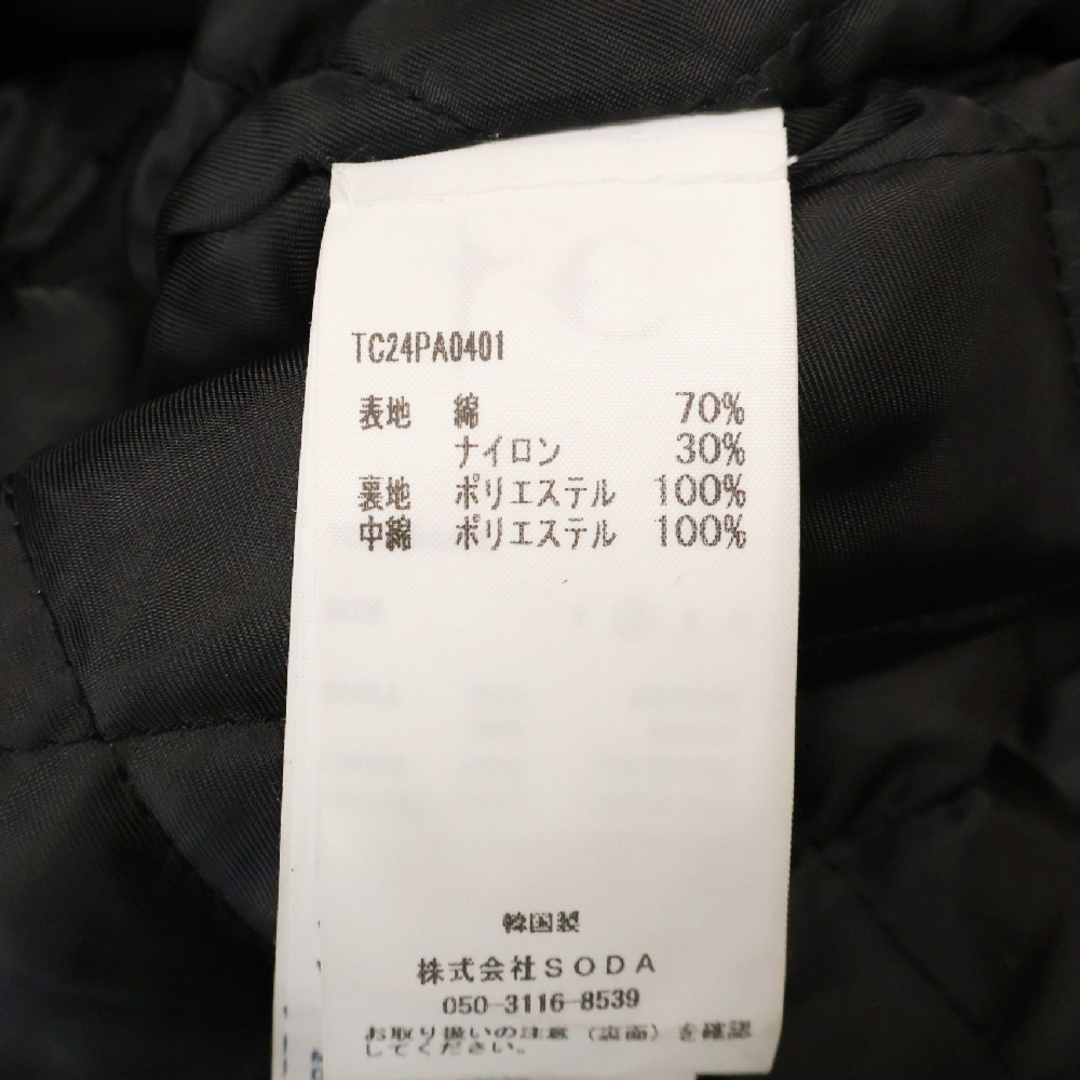 TC24PA0401
表地 綿 70%
ナイロン 30%
裏地 ポリエステル 100%
中綿 ポリエステル 100%
韓国製
株式会社SODA
050-3116-8539
お取り扱いの注意（裏面）を確認
してください。